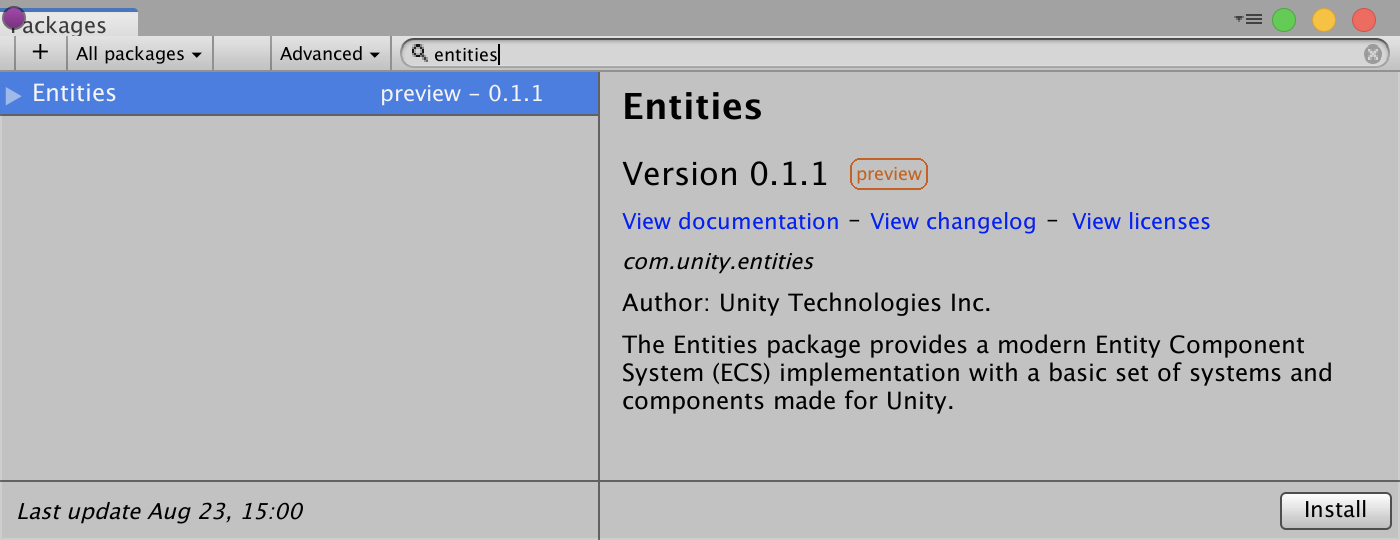 Packages
+ All packages Advanced entities
Entities preview - 0.1.1
Entities
Version 0.1.1 preview
View documentation - View changelog - View licenses
com.unity.entities
Author: Unity Technologies Inc.
The Entities package provides a modern Entity Component
System (ECS) implementation with a basic set of systems and
components made for Unity.
Last update Aug 23, 15:00
Install